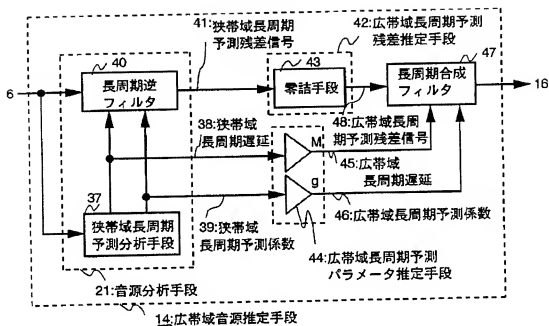 41:狭帯域長周期
予測残差信号
42:広帯域長周期予測
残差推定手段
40
43
47
6
長周期逆
フィルタ
零詰手段
長周期合成
フィルタ
16
38:狭帯域
長周期遅延
48:広帯域長周
期予測残差信号
M
45:広帯域
長周期遅延
g
37
狭帯域長周期
予測分析手段
39:狭帯域
長周期予測係数
46:広帯域長周期予測係数
44:広帯域長周期予測
パラメータ推定手段
21:音源分析手段
14:広帯域音源推定手段